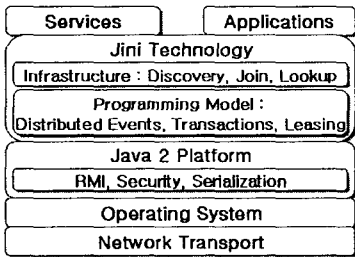 Services
Applications
Jini Technology
Infrastructure : Discovery, Join, Lookup
Programming Model :
Distributed Events, Transactions, Leasing
Java 2 Platform
RMI, Security, Serialization
Operating System
Network Transport